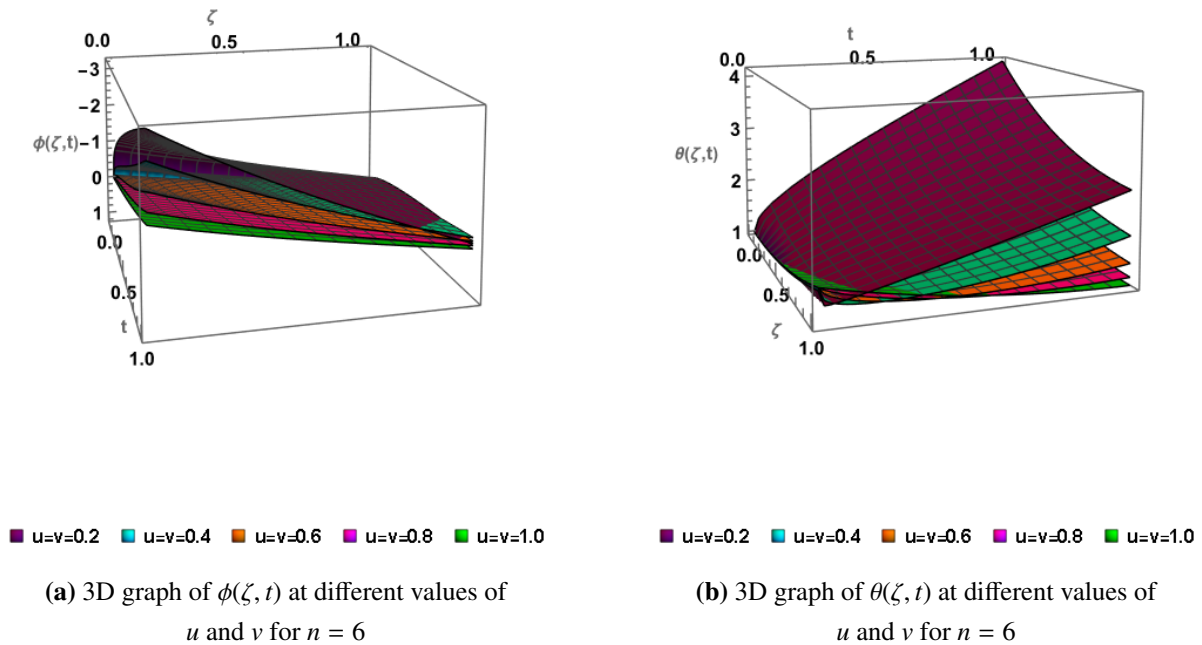 ζ
0.0 0.5 1.0
−3
−2
ϕ(ζ,t) −1
0
1
0.0
0.5
t
1.0
t
0.0 0.5 1.0
4
3
θ(ζ,t)
2
1
0.0
0.5
ζ
1.0
u=v=0.2 u=v=0.4 u=v=0.6 u=v=0.8 u=v=1.0
u=v=0.2 u=v=0.4 u=v=0.6 u=v=0.8 u=v=1.0
(a) 3D graph of ϕ(ζ, t) at different values of
u and v for n = 6
(b) 3D graph of θ(ζ, t) at different values of
u and v for n = 6